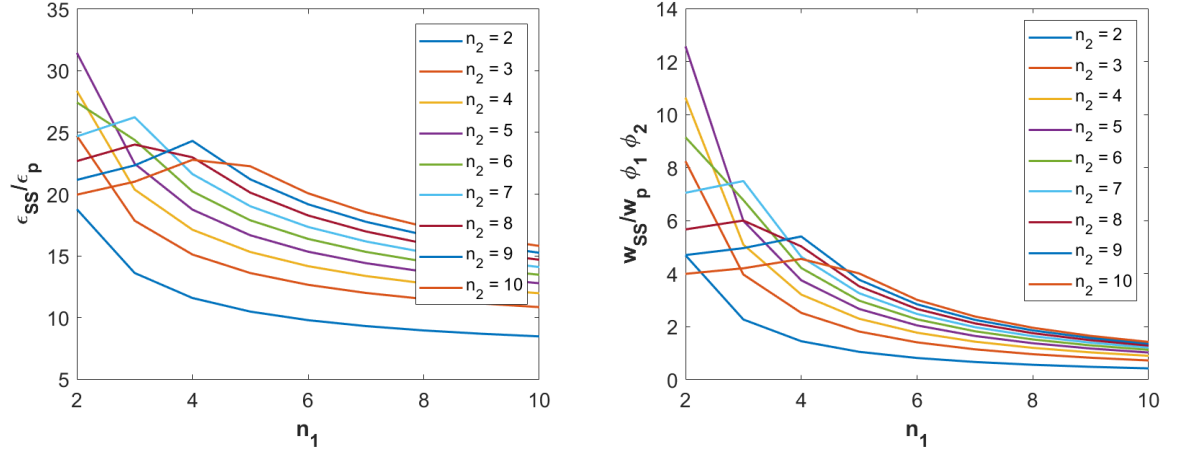 35
30
25
20
15
10
5
ϵSS/ϵp
2
4
6
8
10
n1
n2 = 2
n2 = 3
n2 = 4
n2 = 5
n2 = 6
n2 = 7
n2 = 8
n2 = 9
n2 = 10
14
12
10
8
6
4
2
0
wSS/wp ϕ1 ϕ2
2
4
6
8
10
n1
n2 = 2
n2 = 3
n2 = 4
n2 = 5
n2 = 6
n2 = 7
n2 = 8
n2 = 9
n2 = 10